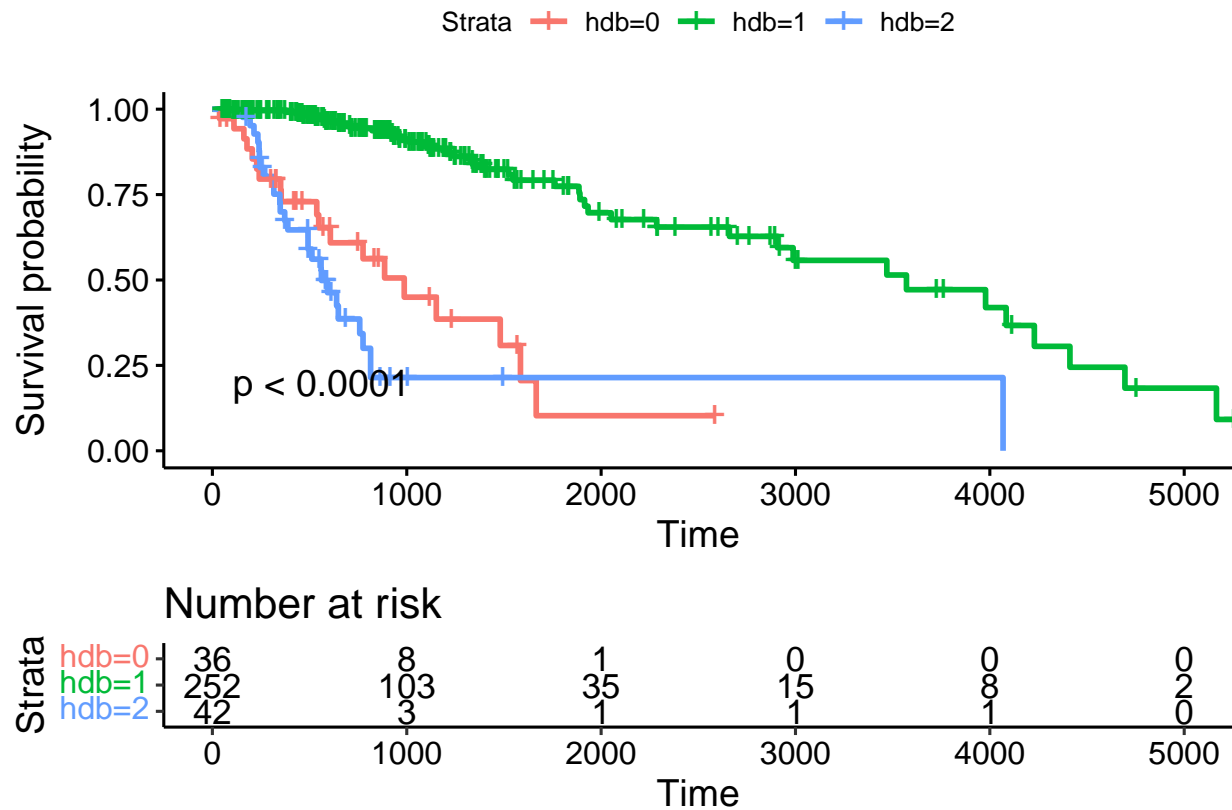 Strata hdb=0 hdb=1 hdb=2
Survival probability
1.00
0.75
0.50
0.25
0.00
p < 0.0001
0 1000 2000 3000 4000 5000
Time
Number at risk
Strata
hdb=0 36 8 1 0 0 0
hdb=1 252 103 35 15 8 2
hdb=2 42 3 1 1 1 0
0 1000 2000 3000 4000 5000
Time